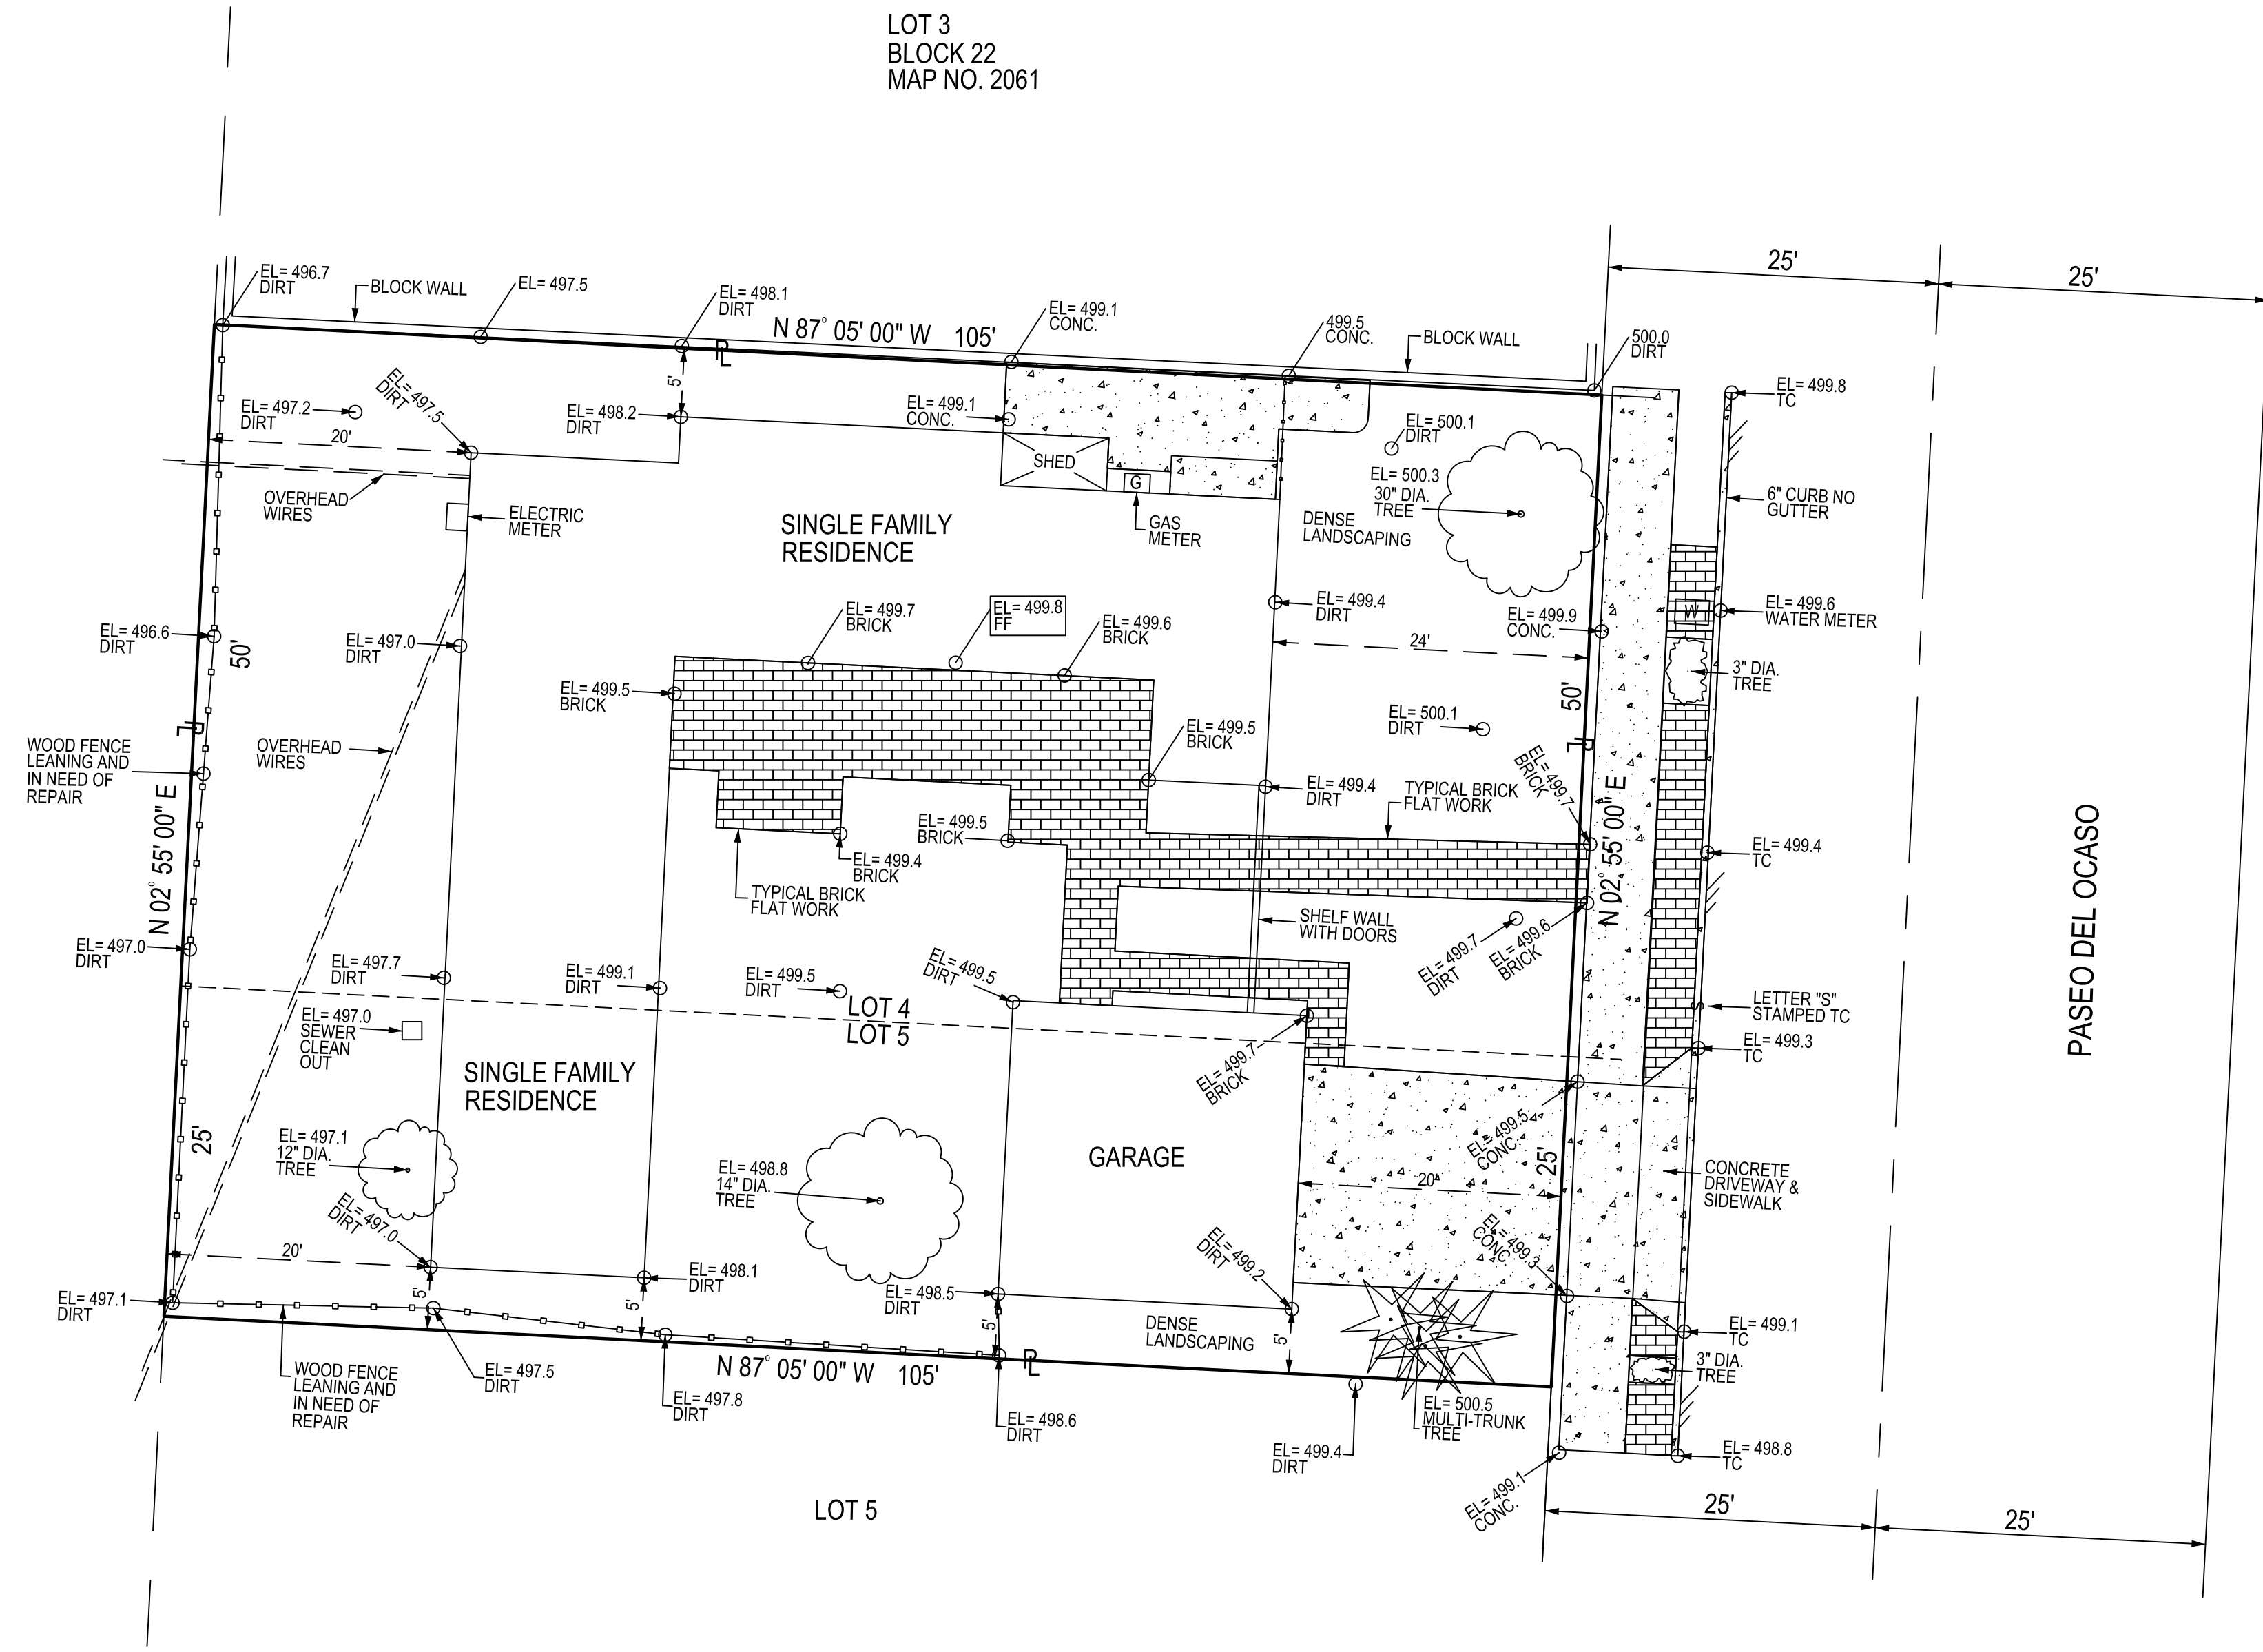 LOT 3
BLOCK 22
MAP NO. 2061
25'
25'
EL= 496.7
DIRT
BLOCK WALL
EL= 497.5
EL= 498.1
DIRT
N 87° 05' 00" W 105'
PL
EL= 499.1
CONC.
499.5
CONC.
BLOCK WALL
500.0
DIRT
EL= 499.8
TC
EL= 497.2
DIRT
EL= 497.5
DIRT
20'
5'
EL= 498.2
DIRT
EL= 499.1
CONC.
EL= 500.1
DIRT
SHED
G
GAS
METER
EL= 500.3
30" DIA.
TREE
DENSE
LANDSCAPING
6" CURB NO
GUTTER
OVERHEAD
WIRES
ELECTRIC
METER
SINGLE FAMILY
RESIDENCE
EL= 499.7
BRICK
EL= 499.8
FF
EL= 499.6
BRICK
EL= 499.4
DIRT
EL= 499.9
CONC.
W
EL= 499.6
WATER METER
EL= 496.6
DIRT
50'
EL= 497.0
DIRT
24'
3" DIA.
TREE
EL= 499.5
BRICK
50'
EL= 500.1
DIRT
PL
WOOD FENCE
LEANING AND
IN NEED OF
REPAIR
OVERHEAD
WIRES
EL= 499.5
BRICK
PL
EL= 499.7
BRICK
EL= 499.4
DIRT
TYPICAL BRICK
FLAT WORK
N 02° 55' 00" E
N 02° 55' 00" E
EL= 499.5
BRICK
EL= 499.4
BRICK
EL= 499.4
TC
TYPICAL BRICK
FLAT WORK
PASEO DEL OCASO
SHELF WALL
WITH DOORS
EL= 499.7
DIRT
EL= 499.6
BRICK
EL= 497.0
DIRT
EL= 497.7
DIRT
EL= 499.1
DIRT
EL= 499.5
DIRT
EL= 499.5
DIRT
LOT 4
LOT 5
S
LETTER "S"
STAMPED TC
EL= 497.0
SEWER
CLEAN
OUT
EL= 499.3
TC
SINGLE FAMILY
RESIDENCE
EL= 499.7
BRICK
25'
EL= 497.1
12" DIA.
TREE
EL= 498.8
14" DIA.
TREE
GARAGE
EL= 499.5
CONC.
25'
20'
CONCRETE
DRIVEWAY &
SIDEWALK
EL= 497.0
DIRT
20'
EL= 499.2
DIRT
EL= 499.3
CONC.
EL= 497.1
DIRT
5'
5'
EL= 498.1
DIRT
EL= 498.5
DIRT
5'
DENSE
LANDSCAPING
5'
EL= 499.1
TC
3" DIA.
TREE
WOOD FENCE
LEANING AND
IN NEED OF
REPAIR
EL= 497.5
DIRT
N 87° 05' 00" W 105'
PL
EL= 497.8
DIRT
EL= 498.6
DIRT
EL= 499.4
DIRT
EL= 500.5
MULTI-TRUNK
TREE
EL= 498.8
TC
EL= 499.1
CONC.
LOT 5
25'
25'